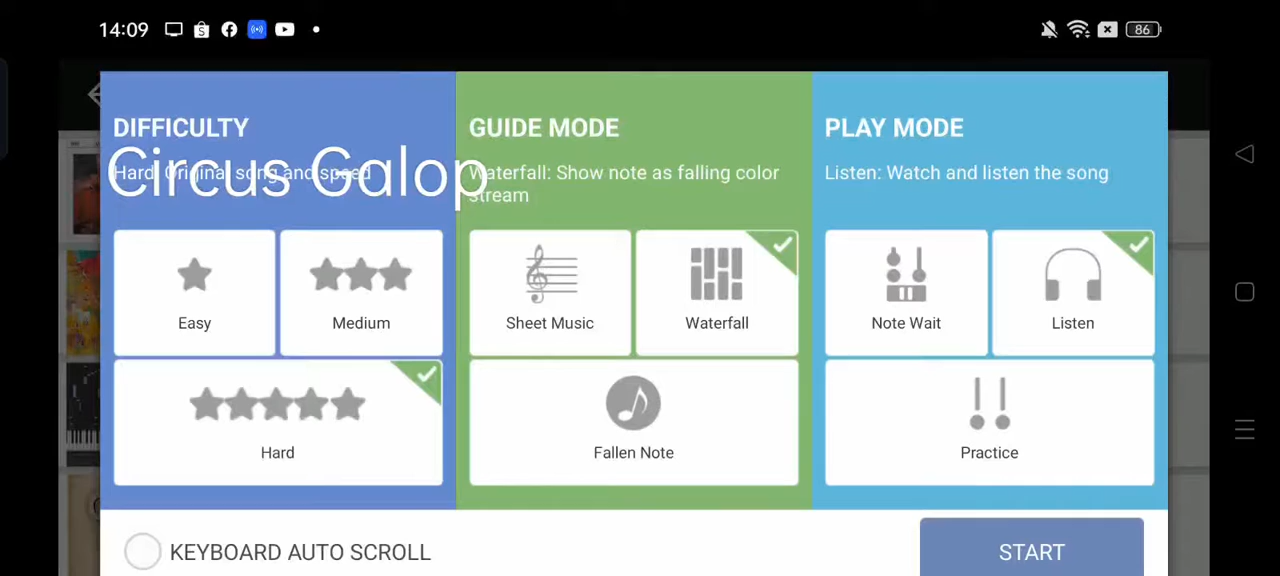 14:09
86
DIFFICULTY
Hard: Original song and speed
Circus Galop
GUIDE MODE
Waterfall: Show note as falling color
stream
PLAY MODE
Listen: Watch and listen the song
Easy
Medium
Hard
Sheet Music
Waterfall
Fallen Note
Note Wait
Listen
Practice
KEYBOARD AUTO SCROLL
START